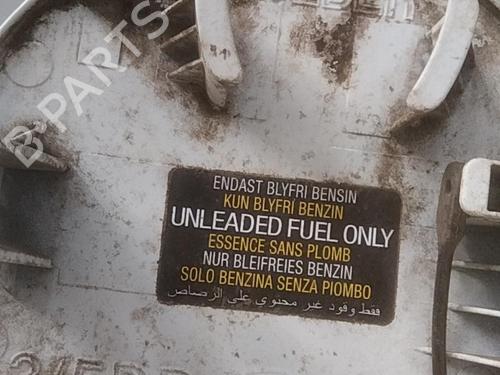 B-PARTS
ENDAST BLYFRI BENSIN
KUN BLYFRI BENZIN
UNLEADED FUEL ONLY
ESSENCE SANS PLOMB
NUR BLEIFREIES BENZIN
SOLO BENZINA SENZA PIOMBO
فقط وقود غير محتوي على الرصاص